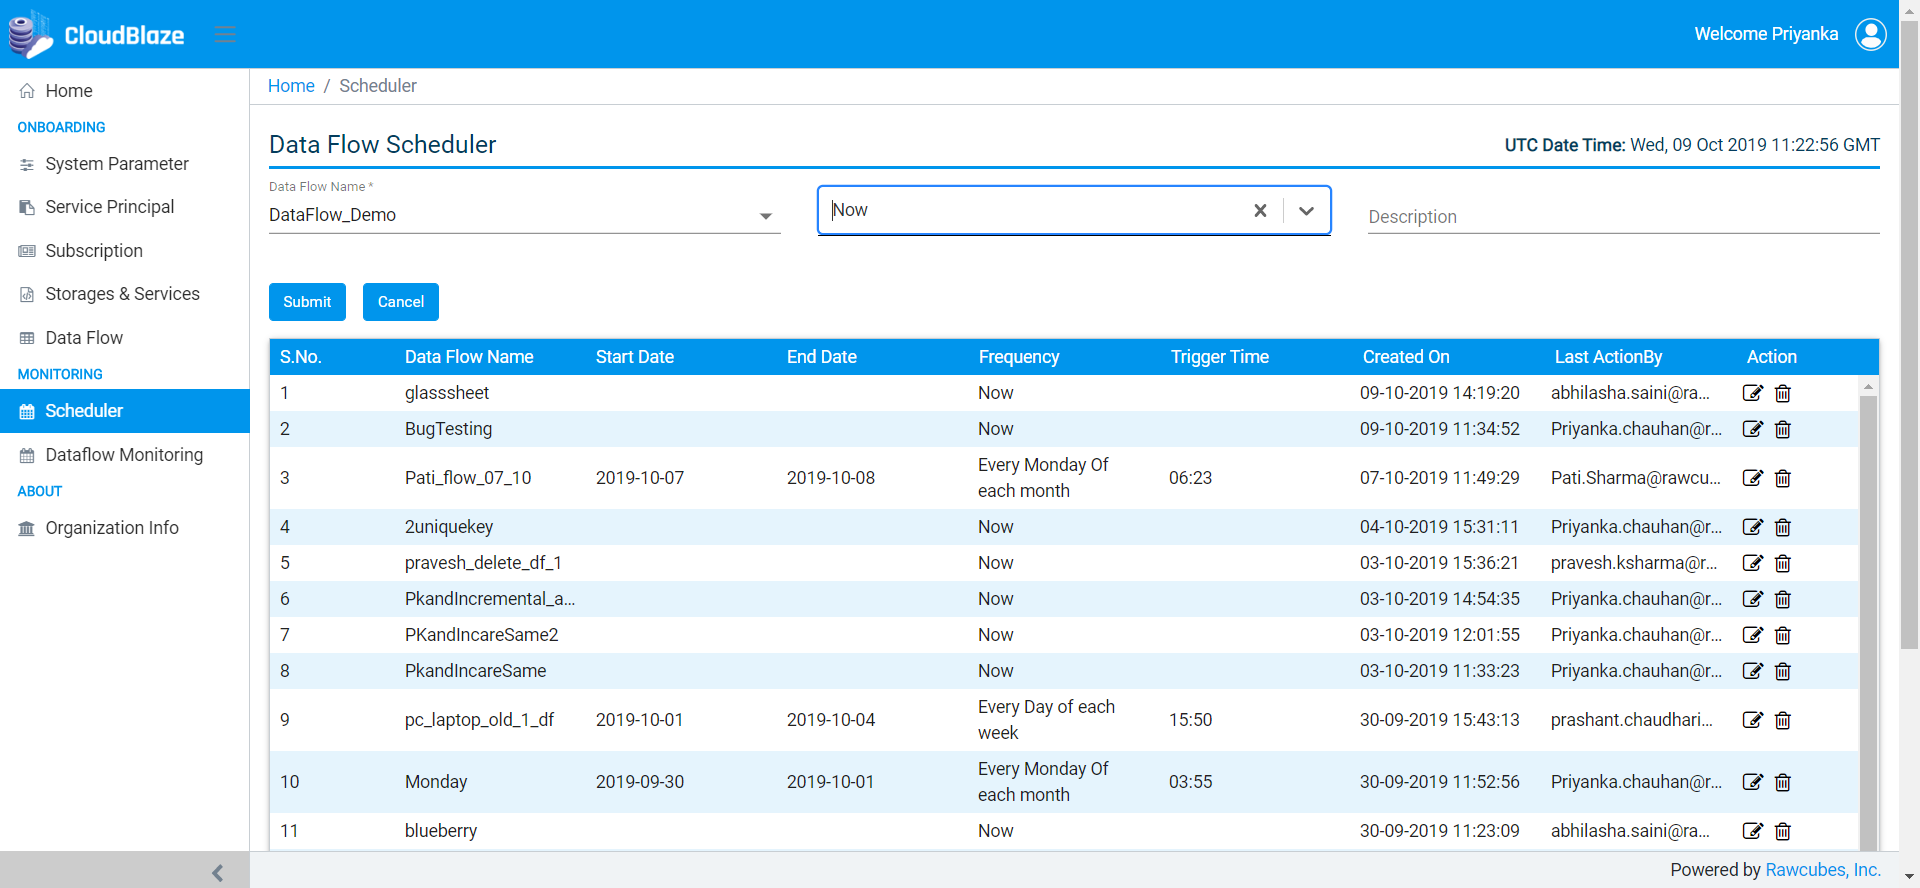 CloudBlaze
Welcome Priyanka
Home
ONBOARDING
System Parameter
Service Principal
Subscription
Storages & Services
Data Flow
MONITORING
Scheduler
Dataflow Monitoring
ABOUT
Organization Info
Home / Scheduler
Data Flow Scheduler
UTC Date Time: Wed, 09 Oct 2019 11:22:56 GMT
Data Flow Name *
DataFlow_Demo
Now
Description
Submit Cancel
S.No. Data Flow Name Start Date End Date Frequency Trigger Time Created On Last ActionBy Action
1 glasssheet Now 09-10-2019 14:19:20 abhilasha.saini@ra...
2 BugTesting Now 09-10-2019 11:34:52 Priyanka.chauhan@r...
3 Pati_flow_07_10 2019-10-07 2019-10-08 Every Monday Of
each month 06:23 07-10-2019 11:49:29 Pati.Sharma@rawcu...
4 2uniquekey Now 04-10-2019 15:31:11 Priyanka.chauhan@r...
5 pravesh_delete_df_1 Now 03-10-2019 15:36:21 pravesh.ksharma@r...
6 PkandIncremental_a... Now 03-10-2019 14:54:35 Priyanka.chauhan@r...
7 PKandIncareSame2 Now 03-10-2019 12:01:55 Priyanka.chauhan@r...
8 PkandIncareSame Now 03-10-2019 11:33:23 Priyanka.chauhan@r...
9 pc_laptop_old_1_df 2019-10-01 2019-10-04 Every Day of each
week 15:50 30-09-2019 15:43:13 prashant.chaudhari...
10 Monday 2019-09-30 2019-10-01 Every Monday Of
each month 03:55 30-09-2019 11:52:56 Priyanka.chauhan@r...
11 blueberry Now 30-09-2019 11:23:09 abhilasha.saini@ra...
Powered by Rawcubes, Inc.